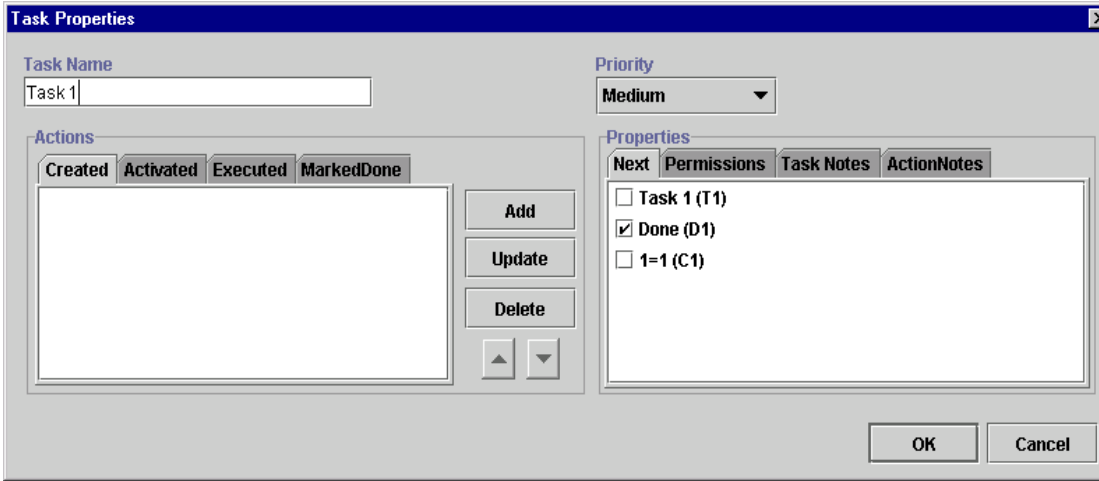 Task Properties
Task Name
Priority
Task 1
Medium
Actions
Properties
Created Activated Executed MarkedDone
Next Permissions Task Notes ActionNotes
Task 1 (T1)
Add
Done (D1)
Update
1=1 (C1)
Delete
OK Cancel